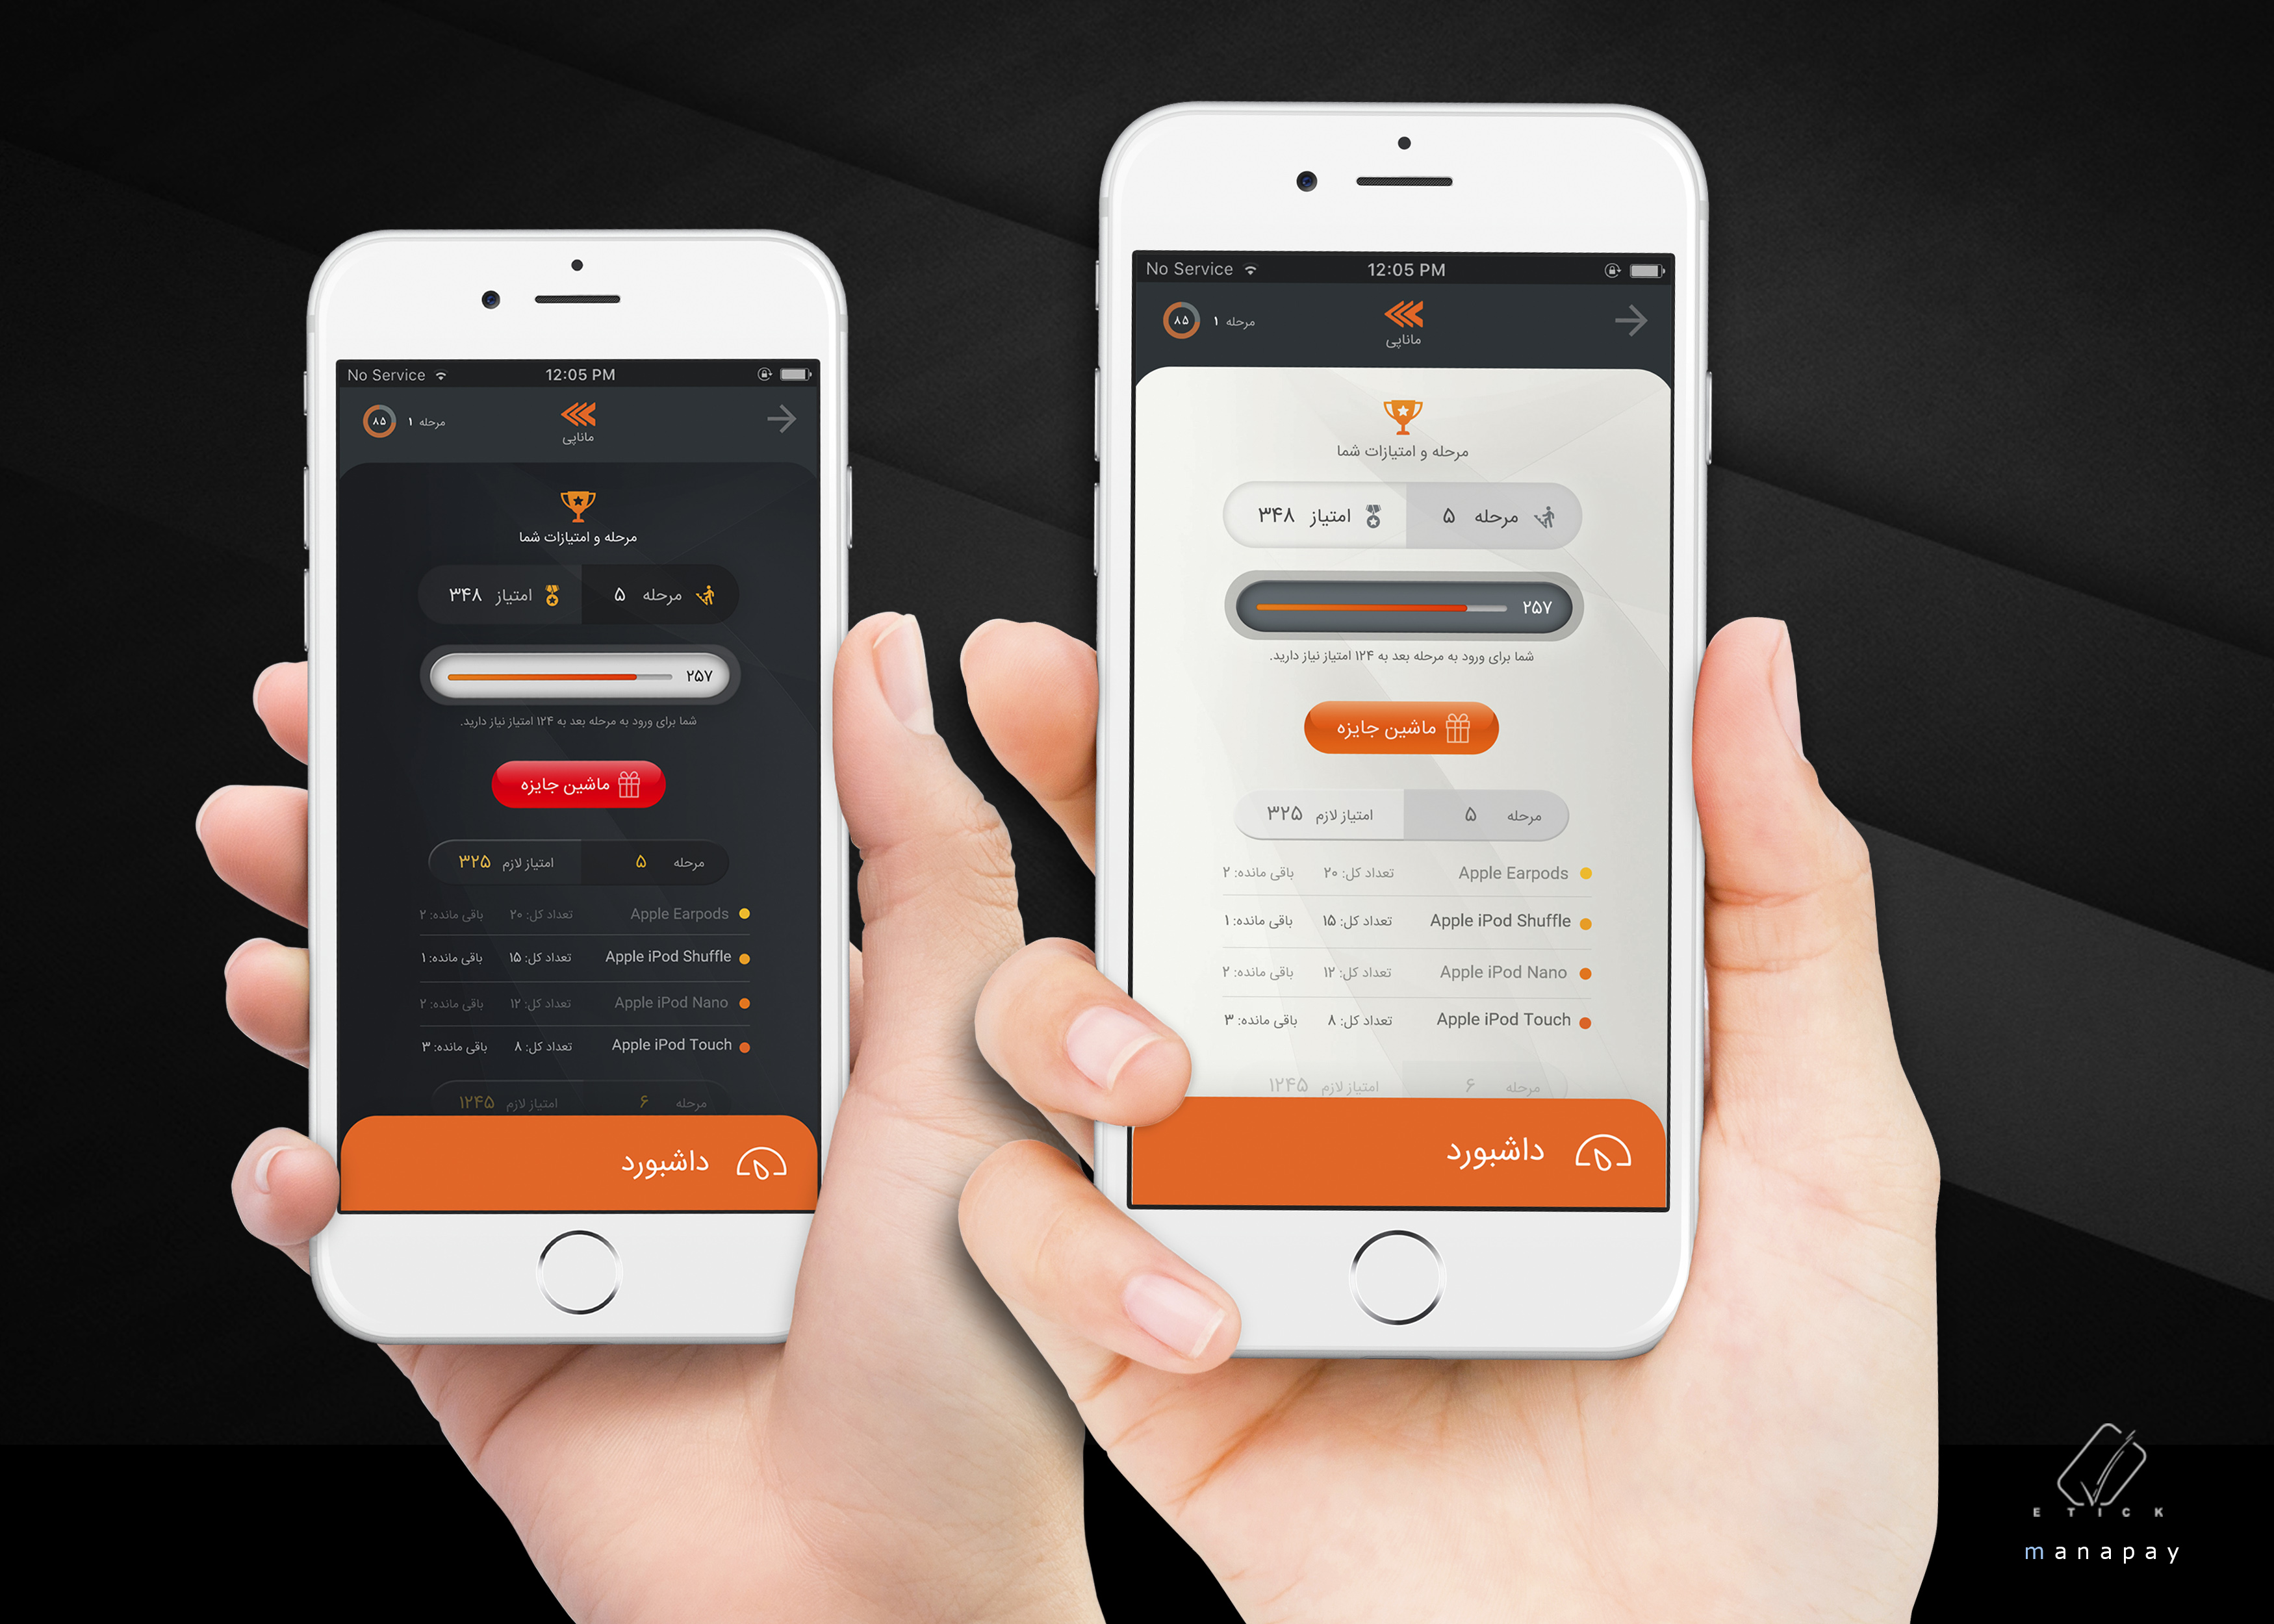 No Service 12:05 PM
۸۵ مرحله ۱
ماناپی
مرحله و امتیازات شما
مرحله ۵ امتیاز ۳۴۸
۲۵۷
شما برای ورود به مرحله بعد به ۱۲۴ امتیاز نیاز دارید.
ماشین جایزه
مرحله ۵ امتیاز لازم ۳۲۵
Apple Earpods تعداد کل: ۲۰ باقی مانده: ۲
Apple iPod Shuffle تعداد کل: ۱۵ باقی مانده: ۱
Apple iPod Nano تعداد کل: ۱۲ باقی مانده: ۲
Apple iPod Touch تعداد کل: ۸ باقی مانده: ۳
مرحله ۶ امتیاز لازم ۱۲۴۵
داشبورد
No Service 12:05 PM
۸۵ مرحله ۱
ماناپی
مرحله و امتیازات شما
مرحله ۵ امتیاز ۳۴۸
۲۵۷
شما برای ورود به مرحله بعد به ۱۲۴ امتیاز نیاز دارید.
ماشین جایزه
مرحله ۵ امتیاز لازم ۳۲۵
Apple Earpods تعداد کل: ۲۰ باقی مانده: ۲
Apple iPod Shuffle تعداد کل: ۱۵ باقی مانده: ۱
Apple iPod Nano تعداد کل: ۱۲ باقی مانده: ۲
Apple iPod Touch تعداد کل: ۸ باقی مانده: ۳
مرحله ۶ امتیاز لازم ۱۲۴۵
داشبورد
ETICK
manapay